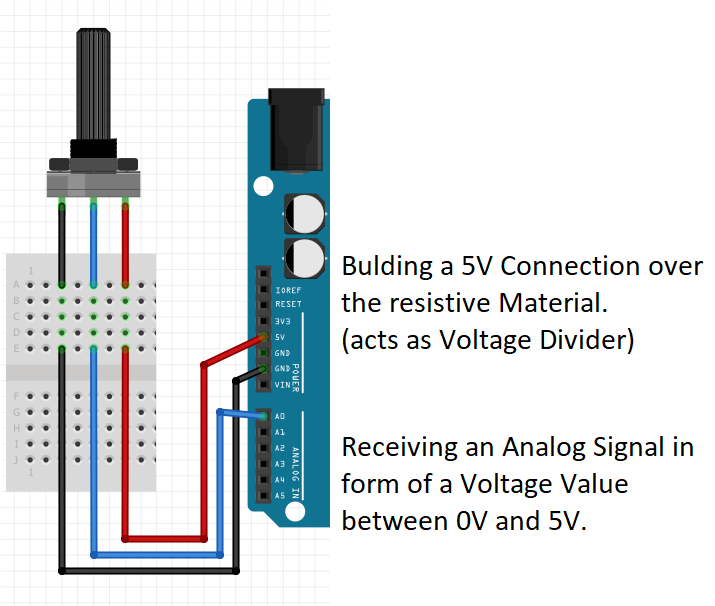 1
A
B
C
D
E
F
G
H
I
J
1
IOREF
RESET
3V3
5V
GND
GND
VIN
POWER
A0
A1
A2
A3
A4
A5
ANALOG IN
Bulding a 5V Connection over
the resistive Material.
(acts as Voltage Divider)
Receiving an Analog Signal in
form of a Voltage Value
between 0V and 5V.